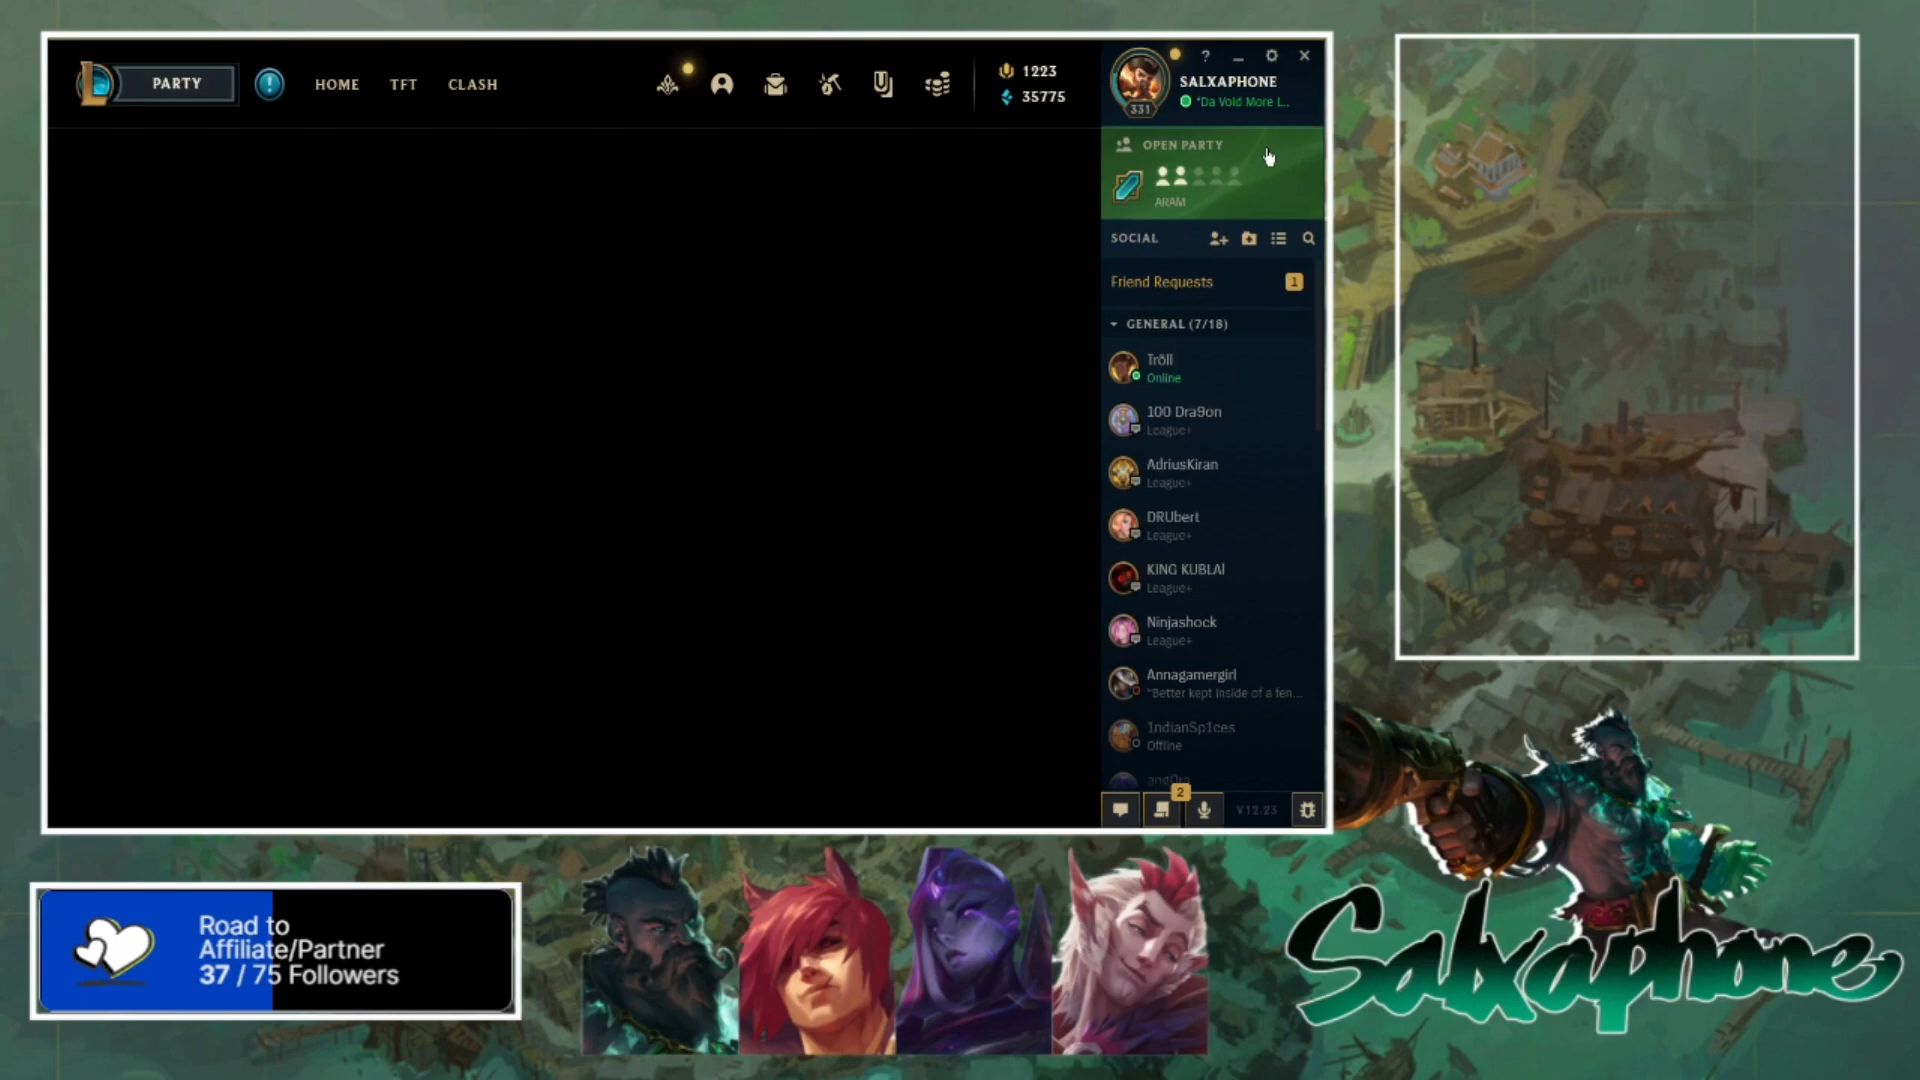 PARTY
HOME
TFT
CLASH
1223
35775
?
331
SALXAPHONE
"Da Void More L..
OPEN PARTY
ARAM
SOCIAL
Friend Requests
1
GENERAL (7/18)
Tröll
Online
100 Dra9on
League+
AdriusKiran
League+
DRUbert
League+
KING KUBLAI
League+
Ninjashock
League+
Annagamergirl
"Better kept inside of a fen...
1ndianSp1ces
Offline
ang0ra
2
V12.23
Road to
Affiliate/Partner
37 / 75 Followers
Salxaphone